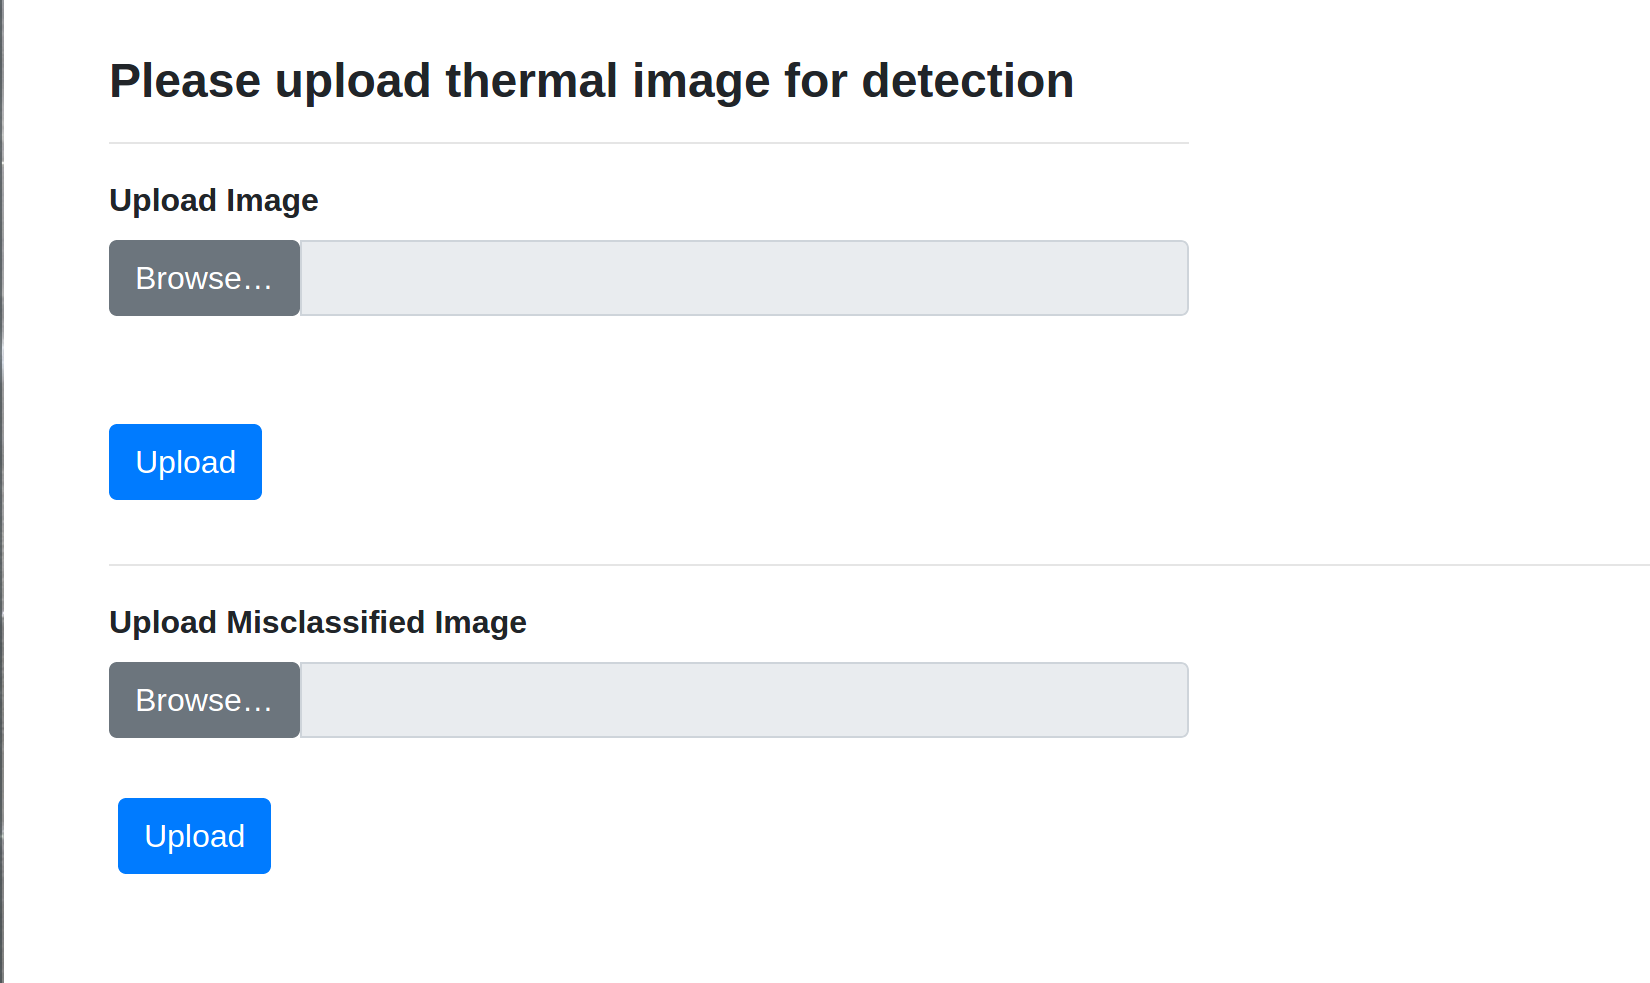 Please upload thermal image for detection
Upload Image
Browse…
Upload
Upload Misclassified Image
Browse…
Upload